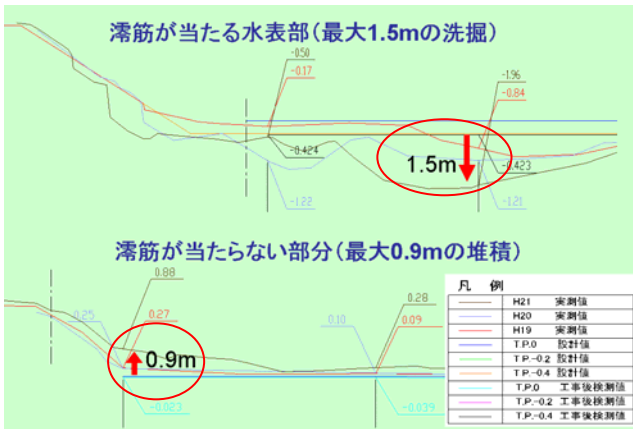 澪筋が当たる水表部(最大1.5mの洗掘)
-0.50
-0.17
-1.96
-0.84
-0.424
-0.423
1.5m
-1.22
-1.21
澪筋が当たらない部分(最大0.9mの堆積)
0.88
0.25
0.27
0.10
0.28
0.09
0.9m
-0.023
-0.039
凡 例
H21 実測値
H20 実測値
H19 実測値
T.P.0 設計値
T.P.-0.2 設計値
T.P.-0.4 設計値
T.P.0 工事後検測値
T.P.-0.2 工事後検測値
T.P.-0.4 工事後検測値